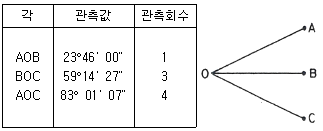 각 관측값 관측회수
AOB 23°46' 00" 1
BOC 59°14' 27" 3
AOC 83° 01' 07" 4
A
O B
C